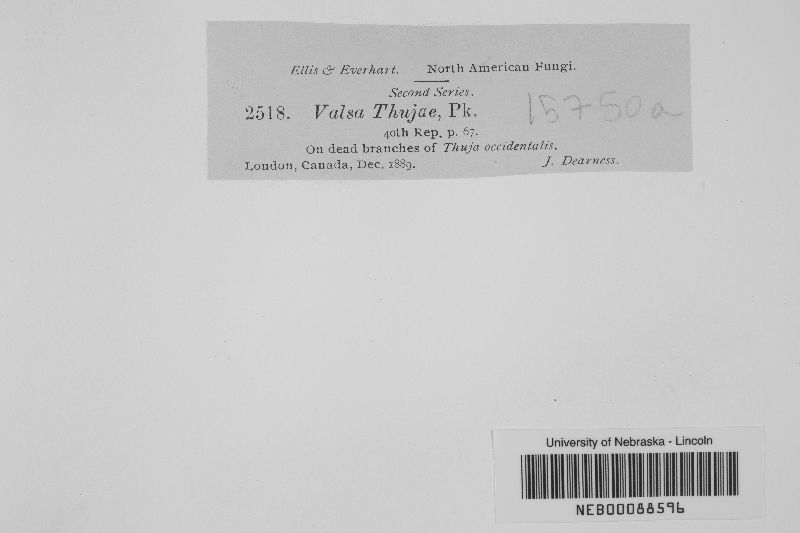 Ellis & Everhart. North American Fungi.
Second Series.
2518. Valsa Thujae, Pk. 15750a
40th Rep. p. 67.
On dead branches of Thuja occidentalis.
London, Canada, Dec. 1889. J. Dearness.
University of Nebraska - Lincoln
NEB00088596